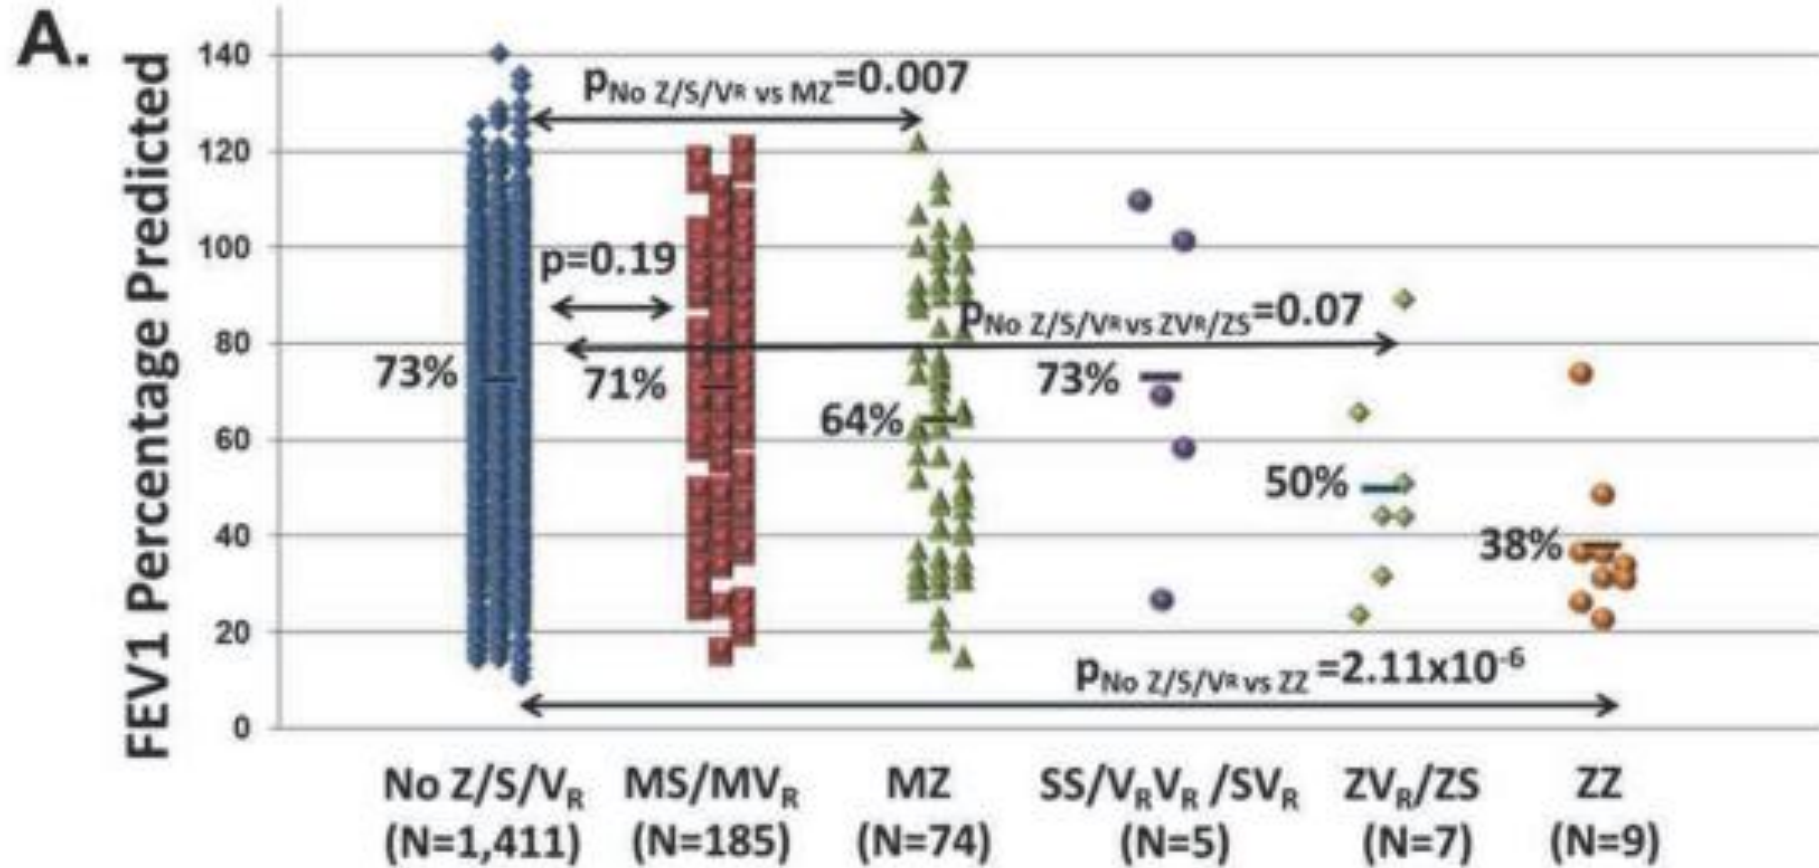 A.
FEV1 Percentage Predicted
140
120
100
80
60
40
20
0
pNo Z/S/VR vs MZ=0.007
p=0.19
pNo Z/S/VR vs ZVR/ZS=0.07
73%
71%
64%
73%
50%
38%
pNo Z/S/VR vs ZZ =2.11x10-6
No Z/S/VR MS/MVR MZ SS/VRVR /SVR ZVR/ZS ZZ
(N=1,411) (N=185) (N=74) (N=5) (N=7) (N=9)